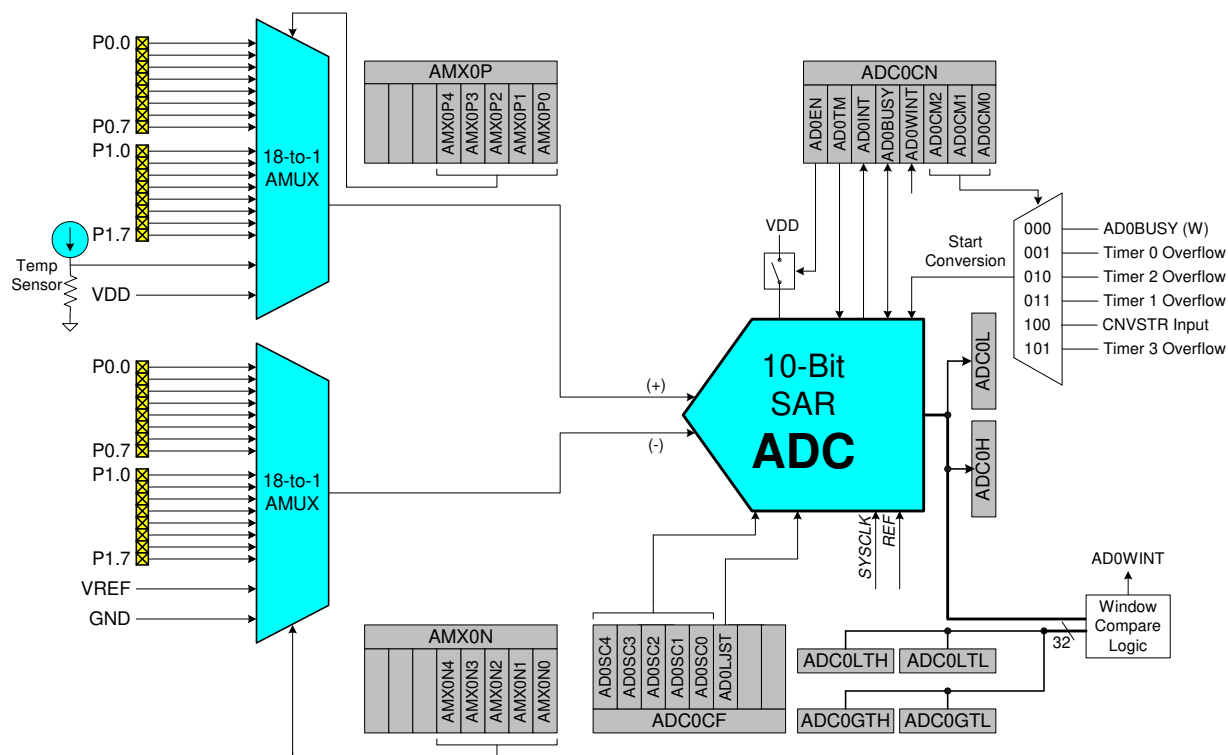 P0.0
P0.7
P1.0
P1.7
18-to-1
AMUX
Temp
Sensor
VDD
AMX0P
AMX0P4
AMX0P3
AMX0P2
AMX0P1
AMX0P0
ADC0CN
AD0EN
AD0TM
AD0INT
AD0BUSY
AD0WINT
AD0CM2
AD0CM1
AD0CM0
VDD
Start
Conversion
000
AD0BUSY (W)
001
Timer 0 Overflow
010
Timer 2 Overflow
011
Timer 1 Overflow
100
CNVSTR Input
101
Timer 3 Overflow
P0.0
P0.7
P1.0
P1.7
VREF
GND
18-to-1
AMUX
(+)
(-)
10-Bit
SAR
ADC
ADC0L
ADC0H
SYSCLK
REF
AMX0N
AMX0N4
AMX0N3
AMX0N2
AMX0N1
AMX0N0
AD0SC4
AD0SC3
AD0SC2
AD0SC1
AD0SC0
AD0LJST
ADC0CF
AD0WINT
Window
Compare
Logic
32
ADC0LTH
ADC0LTL
ADC0GTH
ADC0GTL